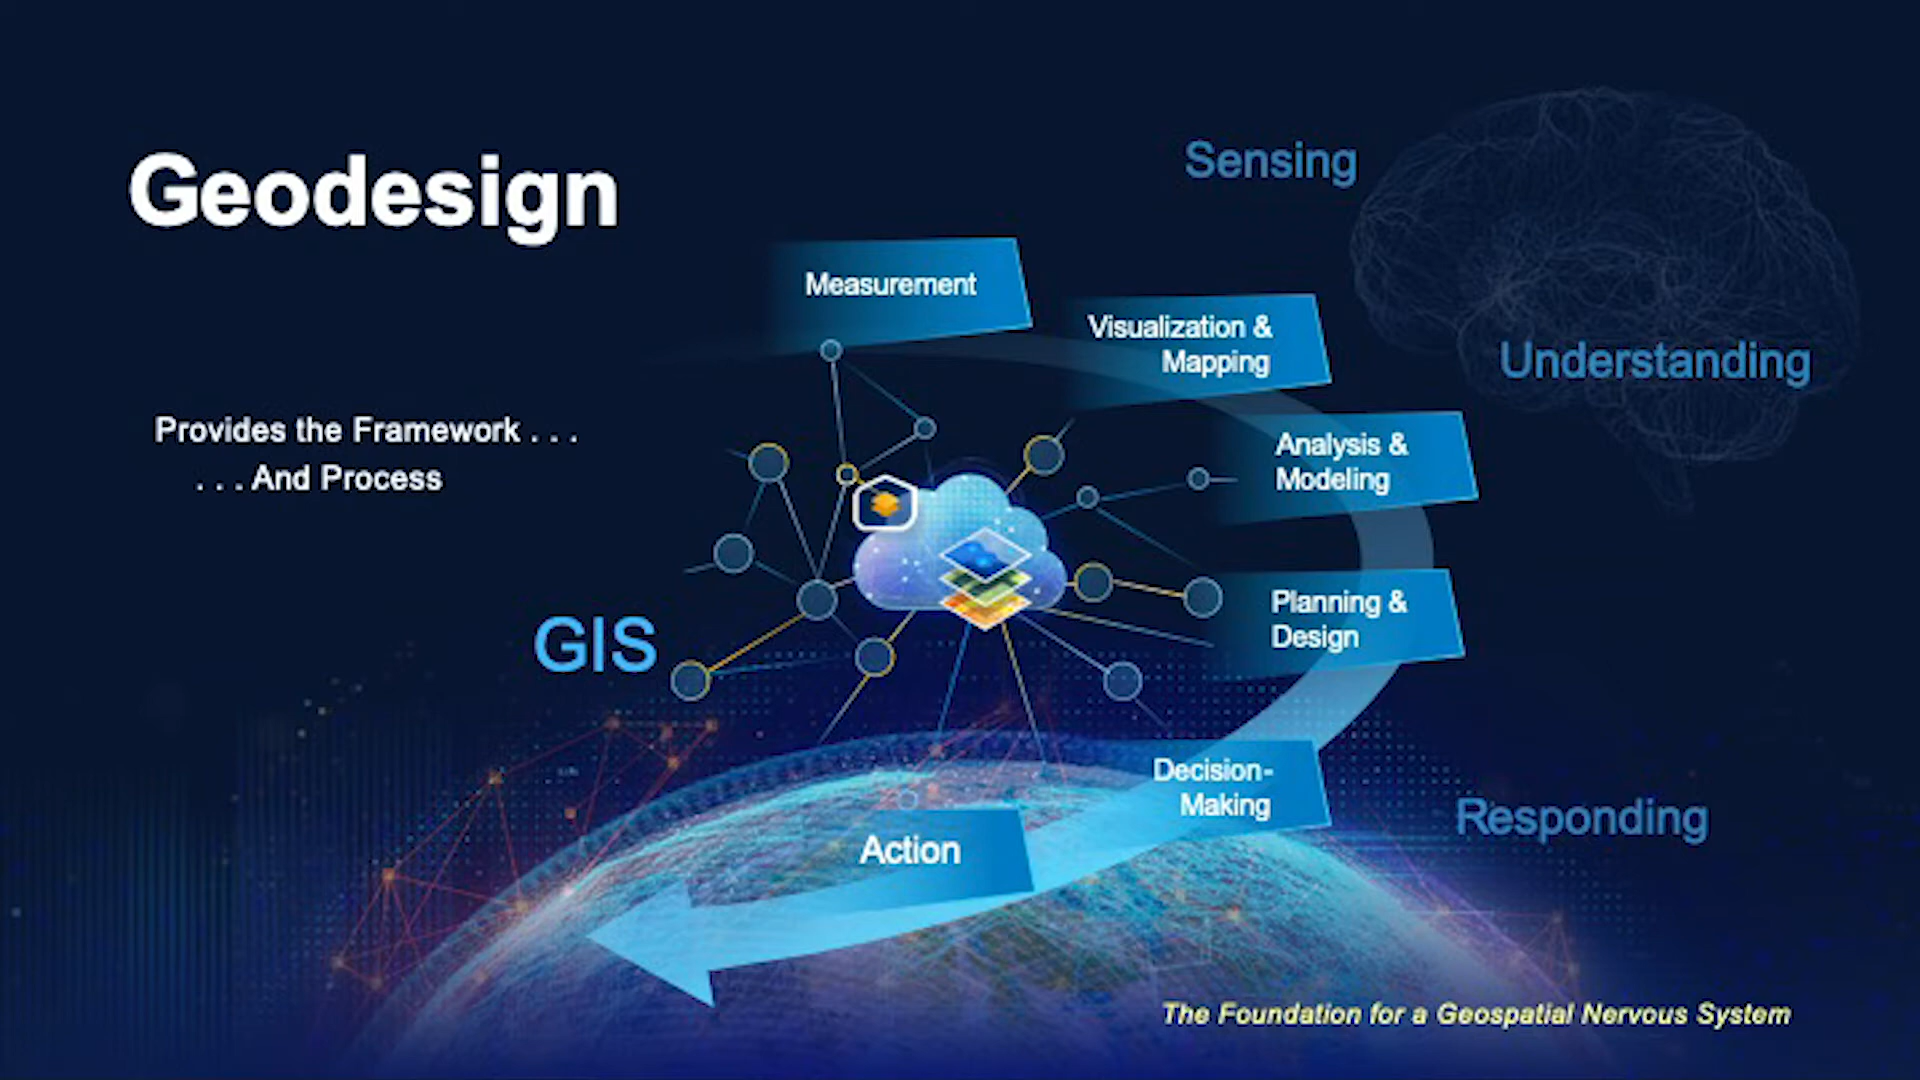 Geodesign
Sensing
Measurement
Visualization &
Mapping
Understanding
Provides the Framework . . .
. . . And Process
Analysis &
Modeling
GIS
Planning &
Design
Decision-
Making
Responding
Action
The Foundation for a Geospatial Nervous System